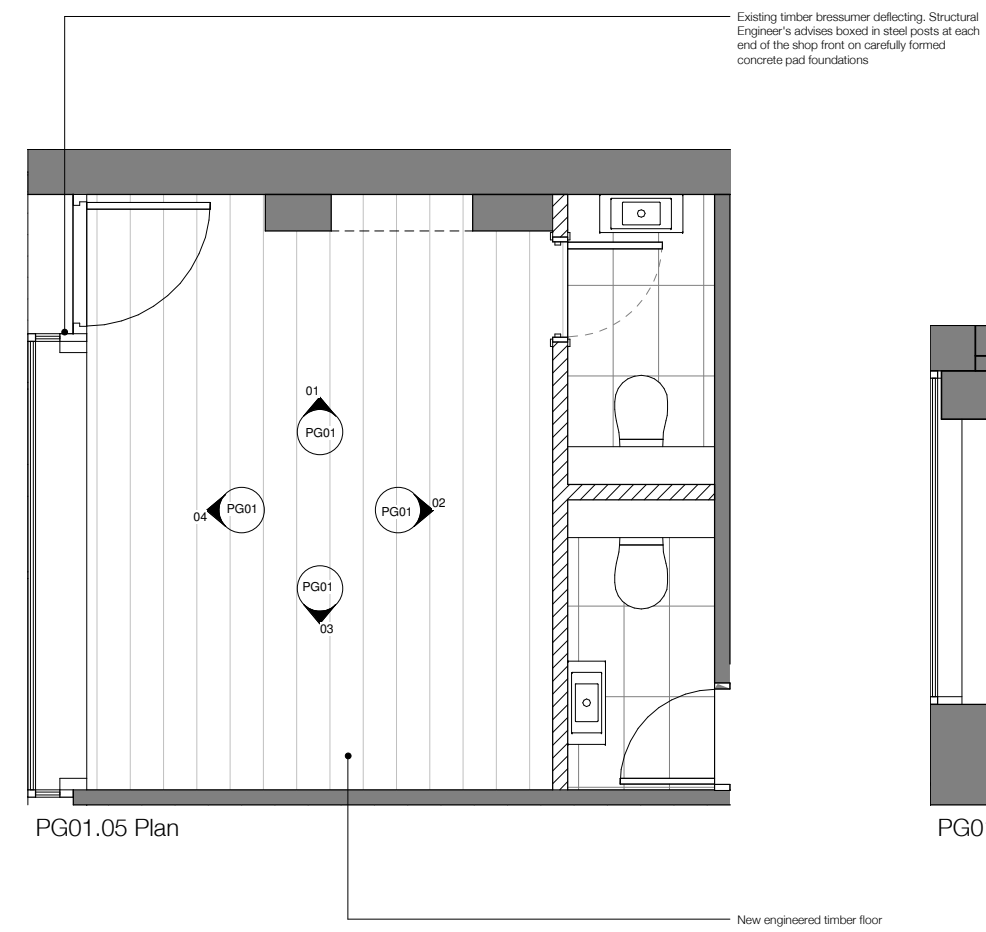 Existing timber bressumer deflecting. Structural
Engineer's advises boxed in steel posts at each
end of the shop front on carefully formed
concrete pad foundations
01
PG01
04
PG01
PG01
02
PG01
03
PG01.05 Plan
PG0
New engineered timber floor